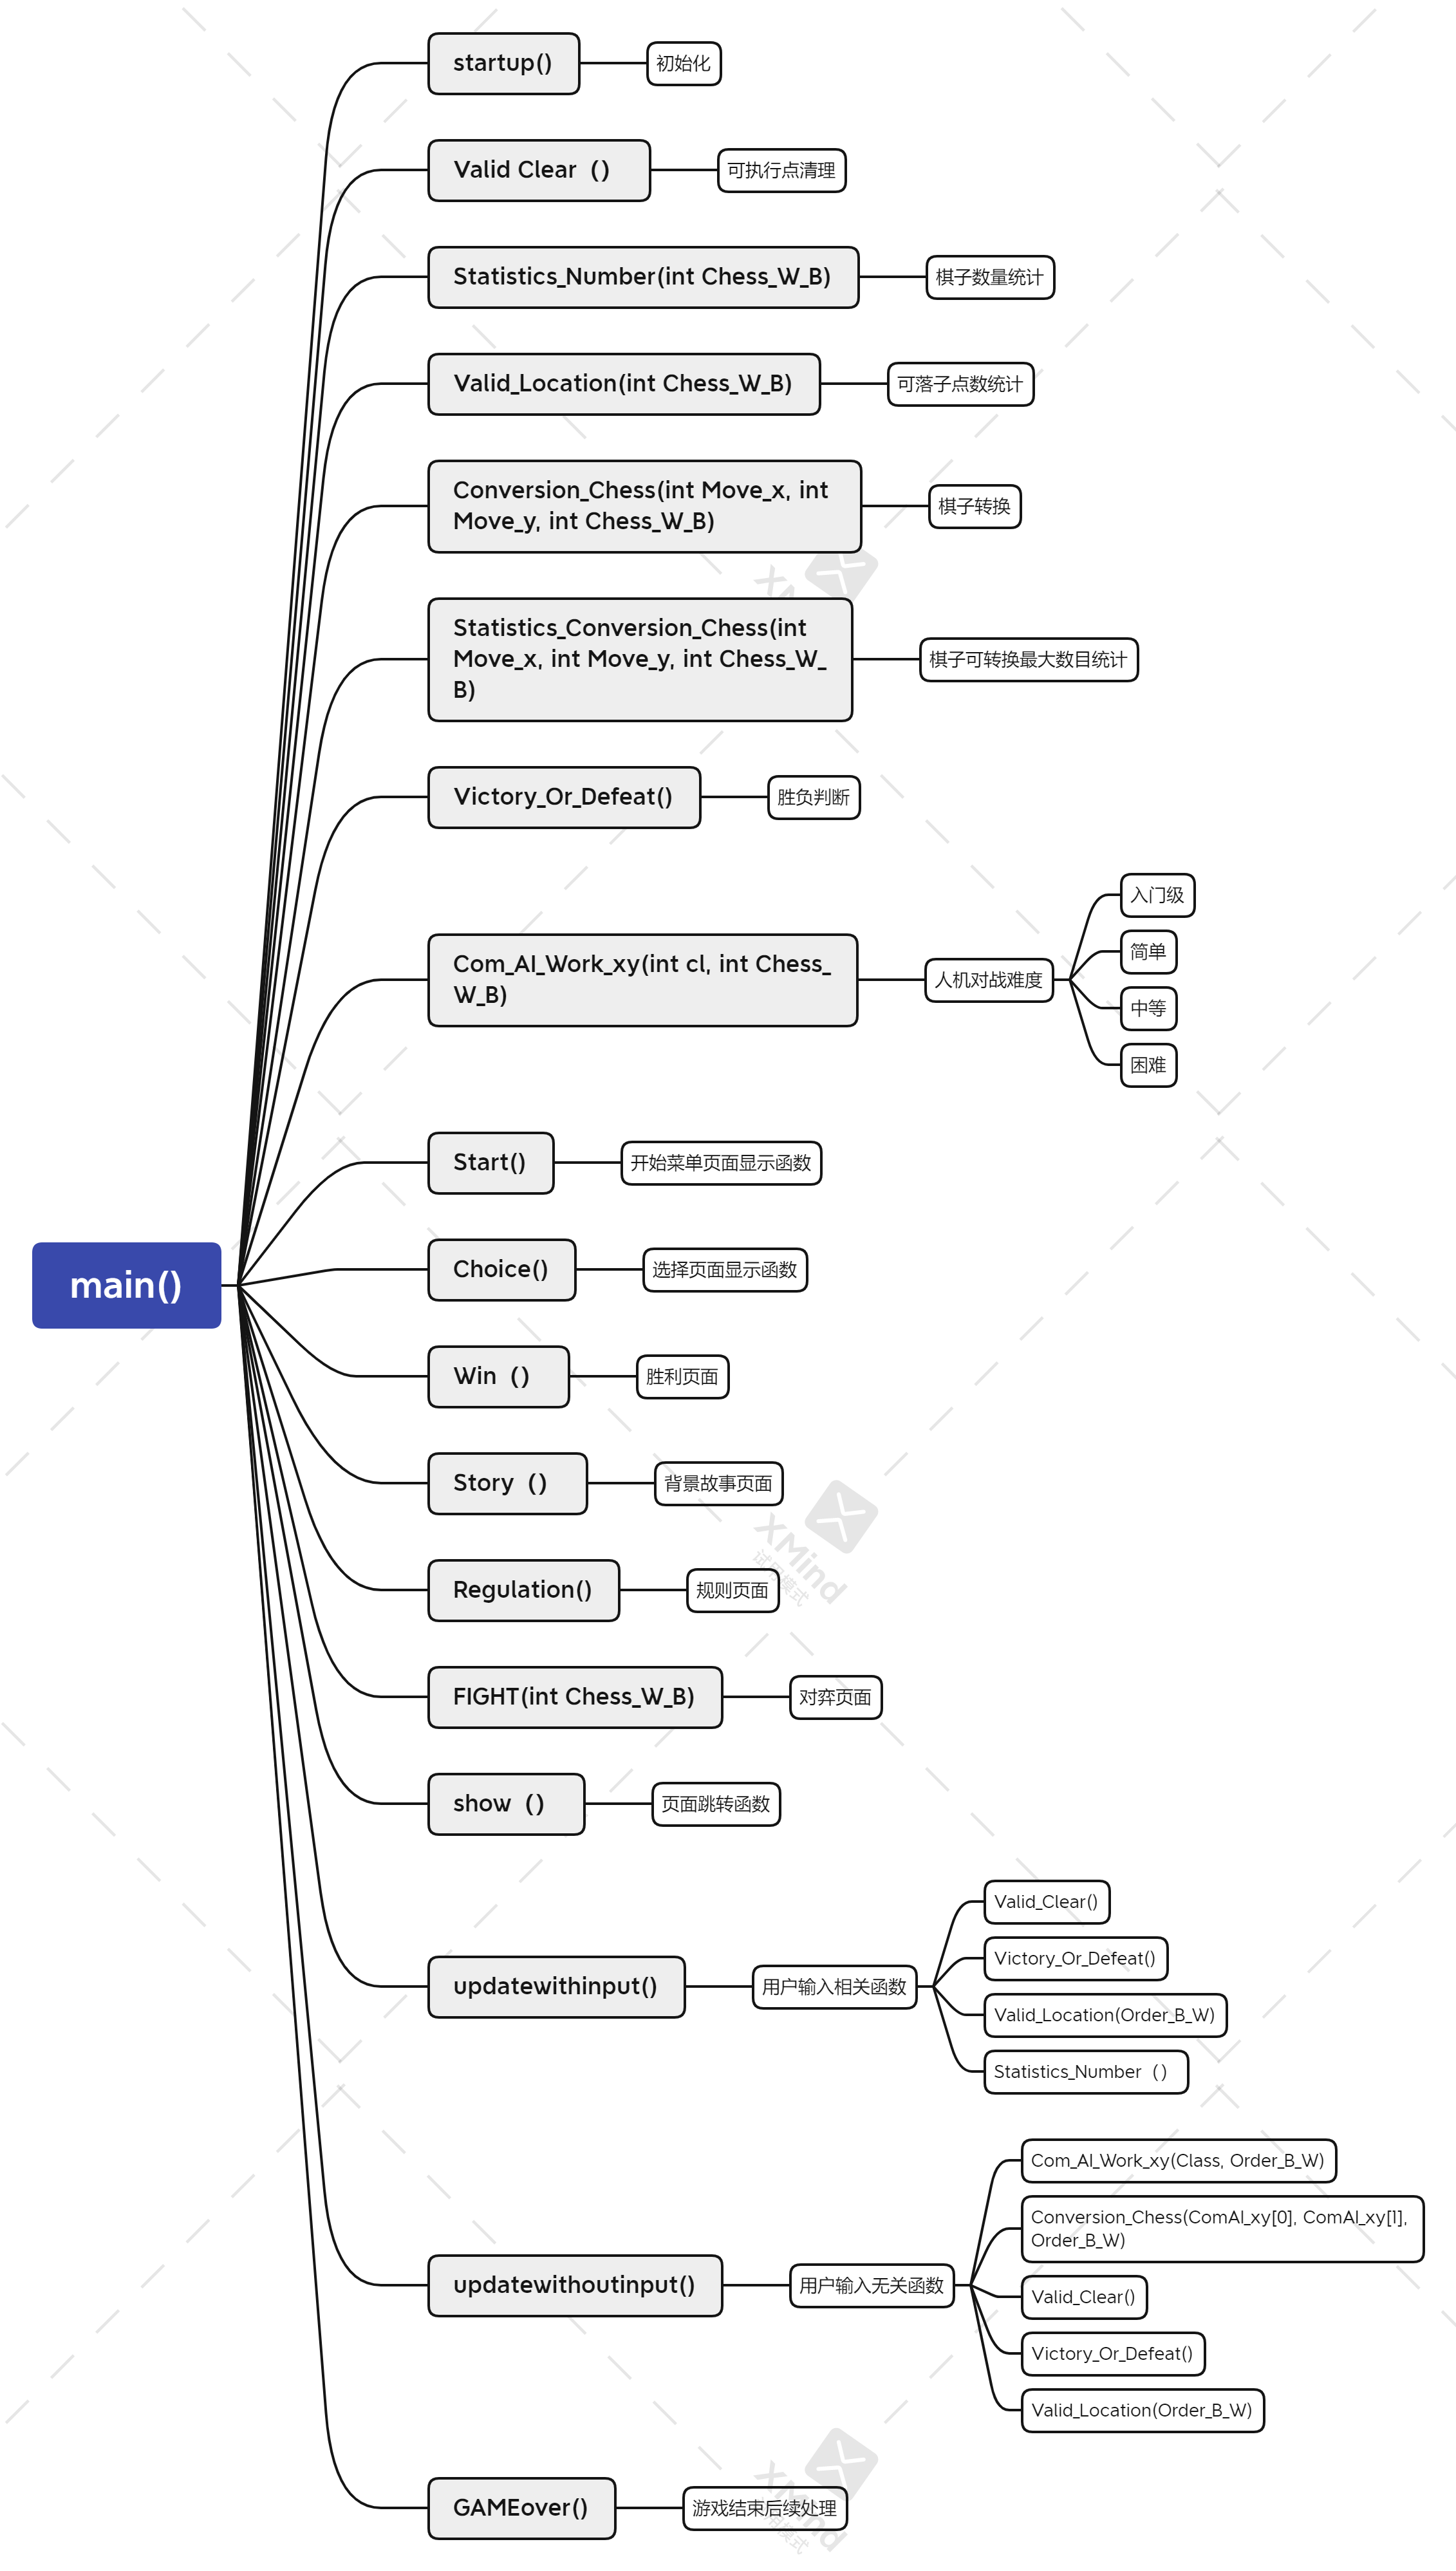 startup()
初始化
Valid Clear（）
可执行点清理
Statistics_Number(int Chess_W_B)
棋子数量统计
Valid_Location(int Chess_W_B)
可落子点数统计
Conversion_Chess(int Move_x, int
Move_y, int Chess_W_B)
棋子转换
Statistics_Conversion_Chess(int
Move_x, int Move_y, int Chess_W_
B)
棋子可转换最大数目统计
Victory_Or_Defeat()
胜负判断
Com_AI_Work_xy(int cl, int Chess_
W_B)
人机对战难度
入门级
简单
中等
困难
Start()
开始菜单页面显示函数
main()
Choice()
选择页面显示函数
Win（）
胜利页面
Story（）
背景故事页面
Regulation()
规则页面
FIGHT(int Chess_W_B)
对弈页面
show（）
页面跳转函数
updatewithinput()
用户输入相关函数
Valid_Clear()
Victory_Or_Defeat()
Valid_Location(Order_B_W)
Statistics_Number（）
updatewithoutinput()
用户输入无关函数
Com_AI_Work_xy(Class, Order_B_W)
Conversion_Chess(ComAI_xy[0], ComAI_xy[1],
Order_B_W)
Valid_Clear()
Victory_Or_Defeat()
Valid_Location(Order_B_W)
GAMEover()
游戏结束后续处理
XMind
试用模式